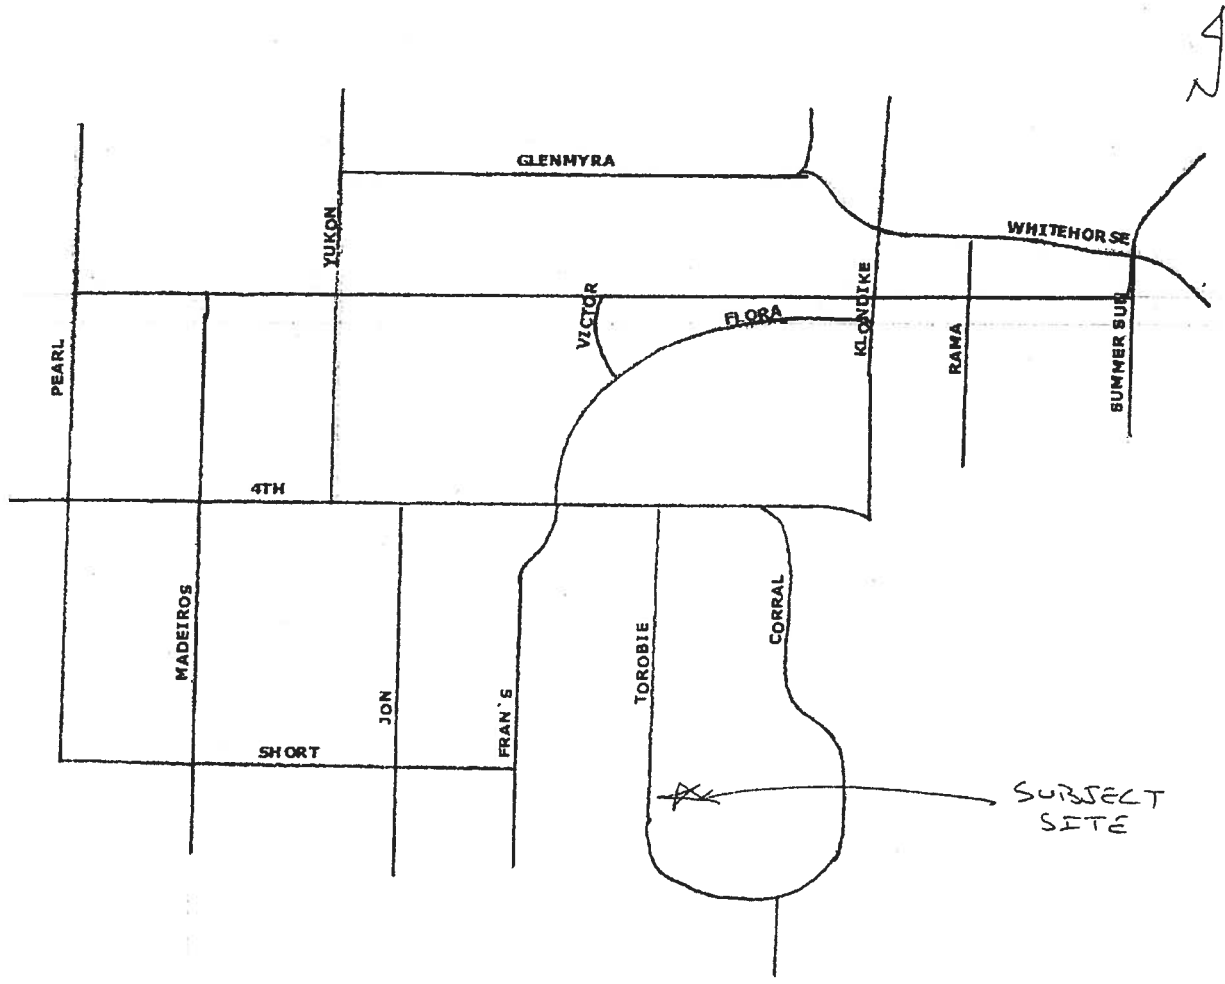 N
GLENMYRA
YUKON
WHITEHORSE
VICTOR
FLORA
KLONDIKE
PEARL
RAMA
SUMMER SUN
4TH
MADEIROS
JON
FRAN`S
TOROBIE
CORRAL
SHORT
SUBJECT
SITE